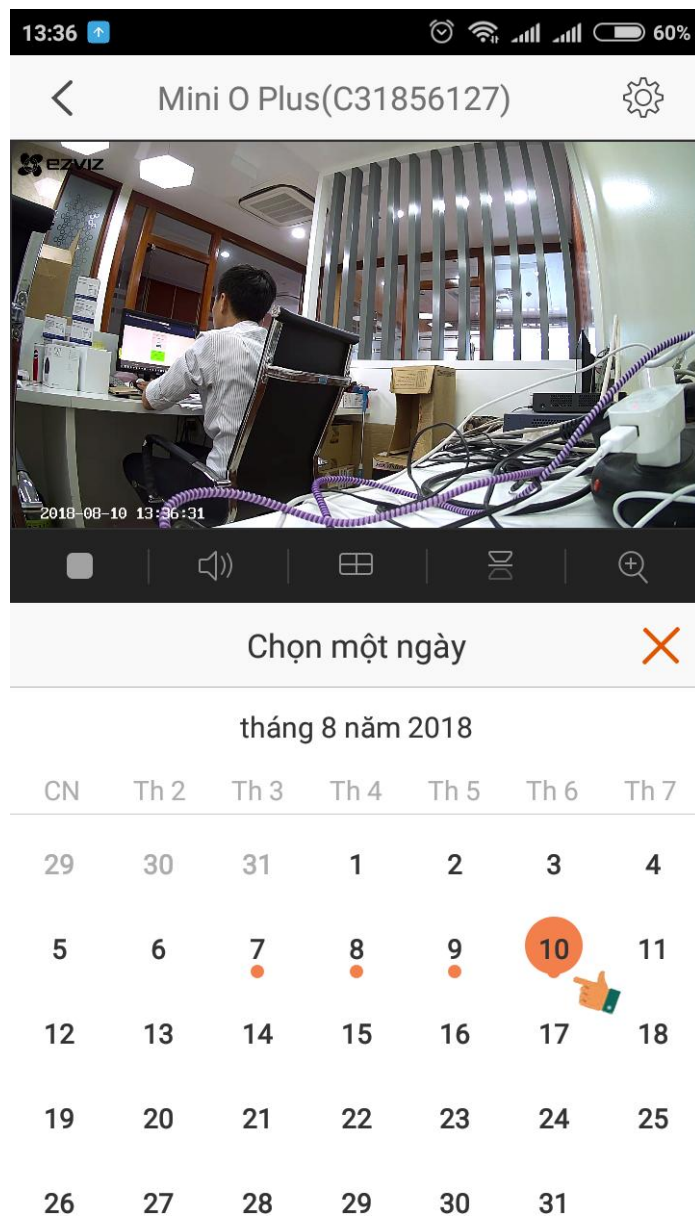 13:36 60%
Mini O Plus(C31856127)
ezviz
2018-08-10 13:36:31
Chọn một ngày
tháng 8 năm 2018
CN Th 2 Th 3 Th 4 Th 5 Th 6 Th 7
29 30 31 1 2 3 4
5 6 7 8 9 10 11
12 13 14 15 16 17 18
19 20 21 22 23 24 25
26 27 28 29 30 31